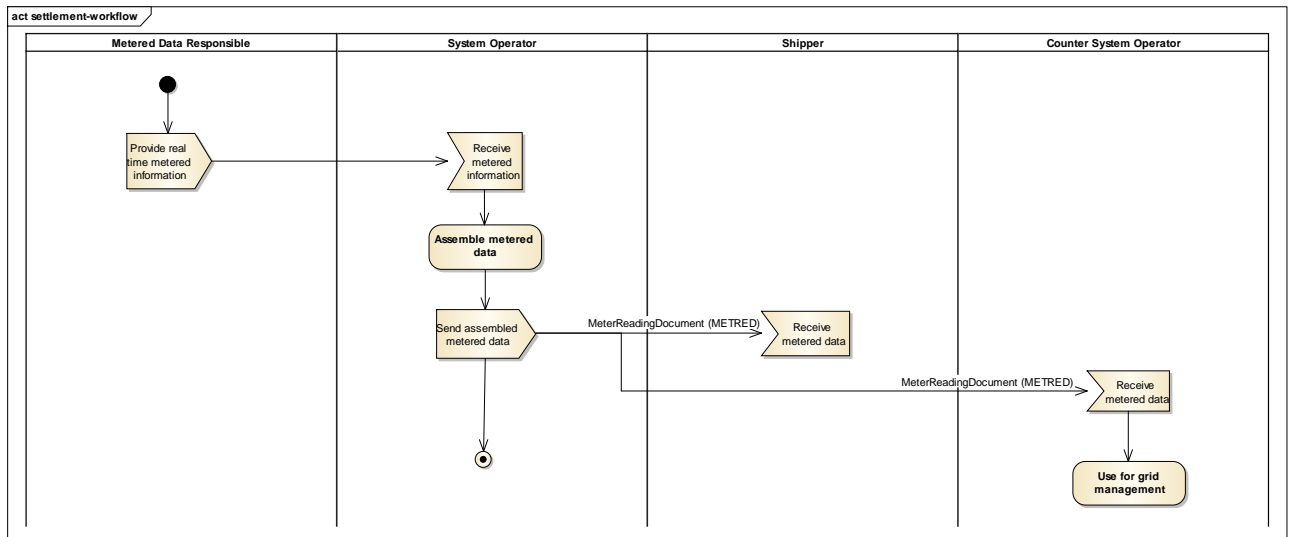 act settlement-workflow
Metered Data Responsible
System Operator
Shipper
Counter System Operator
Provide real
time metered
information
Receive
metered
information
Assemble metered
data
Send assembled
metered data
MeterReadingDocument (METRED)
Receive
metered data
MeterReadingDocument (METRED)
Receive
metered data
Use for grid
management